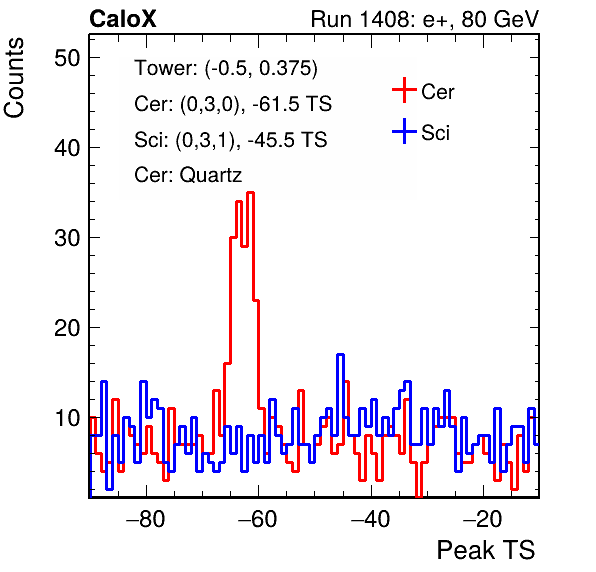 CaloX Run 1408: e+, 80 GeV
Counts
50
40
30
20
10
Tower: (-0.5, 0.375)
Cer: (0,3,0), -61.5 TS
Sci: (0,3,1), -45.5 TS
Cer: Quartz
Cer
Sci
−80 −60 −40 −20
Peak TS